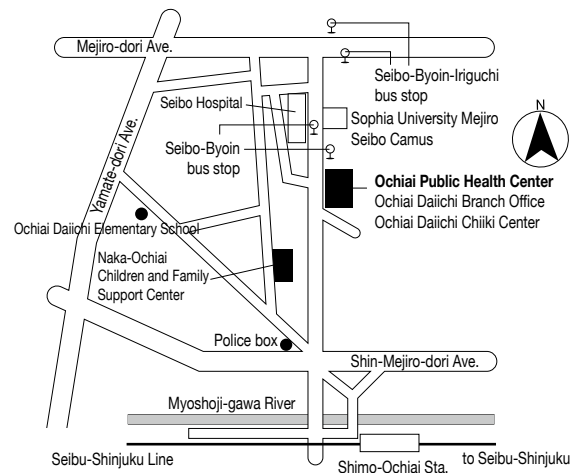 Mejiro-dori Ave.
Seibo-Byoin-Iriguchi
bus stop
Seibo Hospital
Sophia University Mejiro
Seibo Camus
N
Yamate-dori Ave.
Seibo-Byoin
bus stop
Ochiai Public Health Center
Ochiai Daiichi Branch Office
Ochiai Daiichi Chiiki Center
Ochiai Daiichi Elementary School
Naka-Ochiai
Children and Family
Support Center
Police box
Shin-Mejiro-dori Ave.
Myoshoji-gawa River
Seibu-Shinjuku Line
Shimo-Ochiai Sta.
to Seibu-Shinjuku